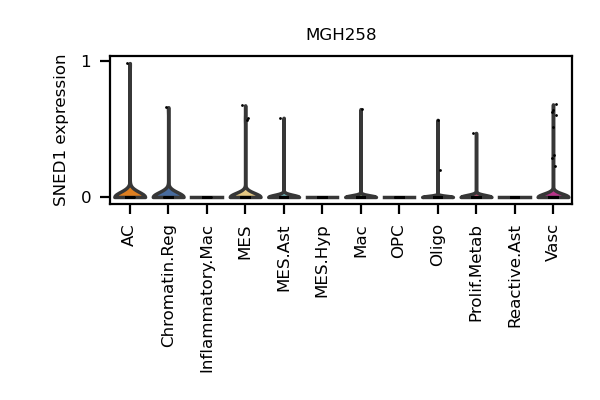 MGH258
SNED1 expression
1
0
AC
Chromatin.Reg
Inflammatory.Mac
MES
MES.Ast
MES.Hyp
Mac
OPC
Oligo
Prolif.Metab
Reactive.Ast
Vasc